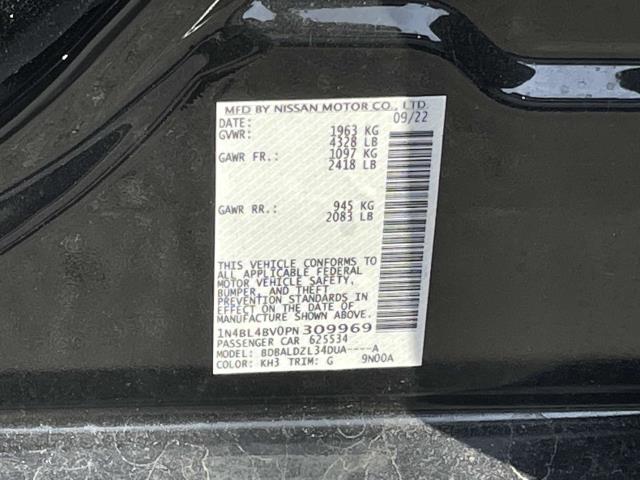 MFD BY NISSAN MOTOR CO., LTD.
DATE: 09/22
GVWR: 1963 KG
4328 LB
GAWR FR.: 1097 KG
2418 LB
GAWR RR.: 945 KG
2083 LB
THIS VEHICLE CONFORMS TO
ALL APPLICABLE FEDERAL
MOTOR VEHICLE SAFETY,
BUMPER, AND THEFT
PREVENTION STANDARDS IN
EFFECT ON THE DATE OF
MANUFACTURE SHOWN ABOVE.
1N4BL4BV0PN 309969
PASSENGER CAR 625534
MODEL: BDBALDZL34DUA----A
COLOR: KH3 TRIM: G 9N00A